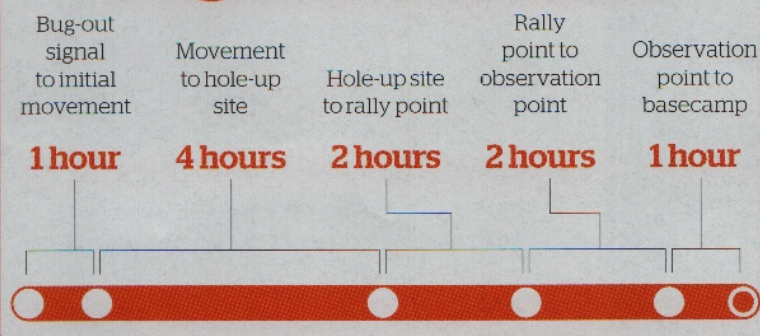 Bug-out
signal
to initial
movement
1 hour
Movement
to hole-up
site
4 hours
Hole-up site
to rally point
2 hours
Rally
point to
observation
point
2 hours
Observation
point to
basecamp
1 hour